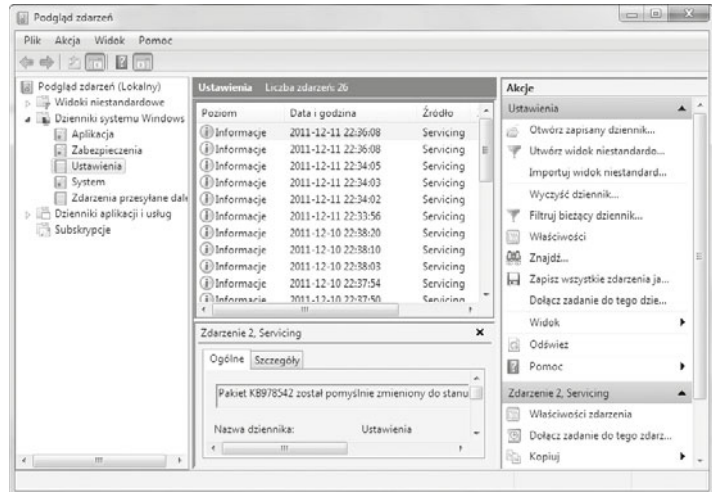 Podgląd zdarzeń
Plik Akcja Widok Pomoc
Podgląd zdarzeń (Lokalny)
Widoki niestandardowe
Dzienniki systemu Windows
Aplikacja
Zabezpieczenia
Ustawienia
System
Zdarzenia przesyłane dale
Dzienniki aplikacji i usług
Subskrypcje
Ustawienia Liczba zdarzeń: 26
Poziom Data i godzina Źródło
Informacje 2011-12-11 22:36:08 Servicing
Informacje 2011-12-11 22:36:08 Servicing
Informacje 2011-12-11 22:34:05 Servicing
Informacje 2011-12-11 22:34:03 Servicing
Informacje 2011-12-11 22:34:02 Servicing
Informacje 2011-12-11 22:33:56 Servicing
Informacje 2011-12-10 22:38:20 Servicing
Informacje 2011-12-10 22:38:10 Servicing
Informacje 2011-12-10 22:38:03 Servicing
Informacje 2011-12-10 22:37:54 Servicing
Informacje 2011-12-10 22:37:50 Servicing
Zdarzenie 2, Servicing
Ogólne Szczegóły
Pakiet KB978542 został pomyślnie zmieniony do stanu
Nazwa dziennika: Ustawienia
Akcje
Ustawienia
Otwórz zapisany dziennik...
Utwórz widok niestandardo...
Importuj widok niestandard...
Wyczyść dziennik...
Filtruj bieżący dziennik...
Właściwości
Znajdź...
Zapisz wszystkie zdarzenia ja...
Dołącz zadanie do tego dzie...
Widok
Odśwież
Pomoc
Zdarzenie 2, Servicing
Właściwości zdarzenia
Dołącz zadanie do tego zdarz...
Kopiuj